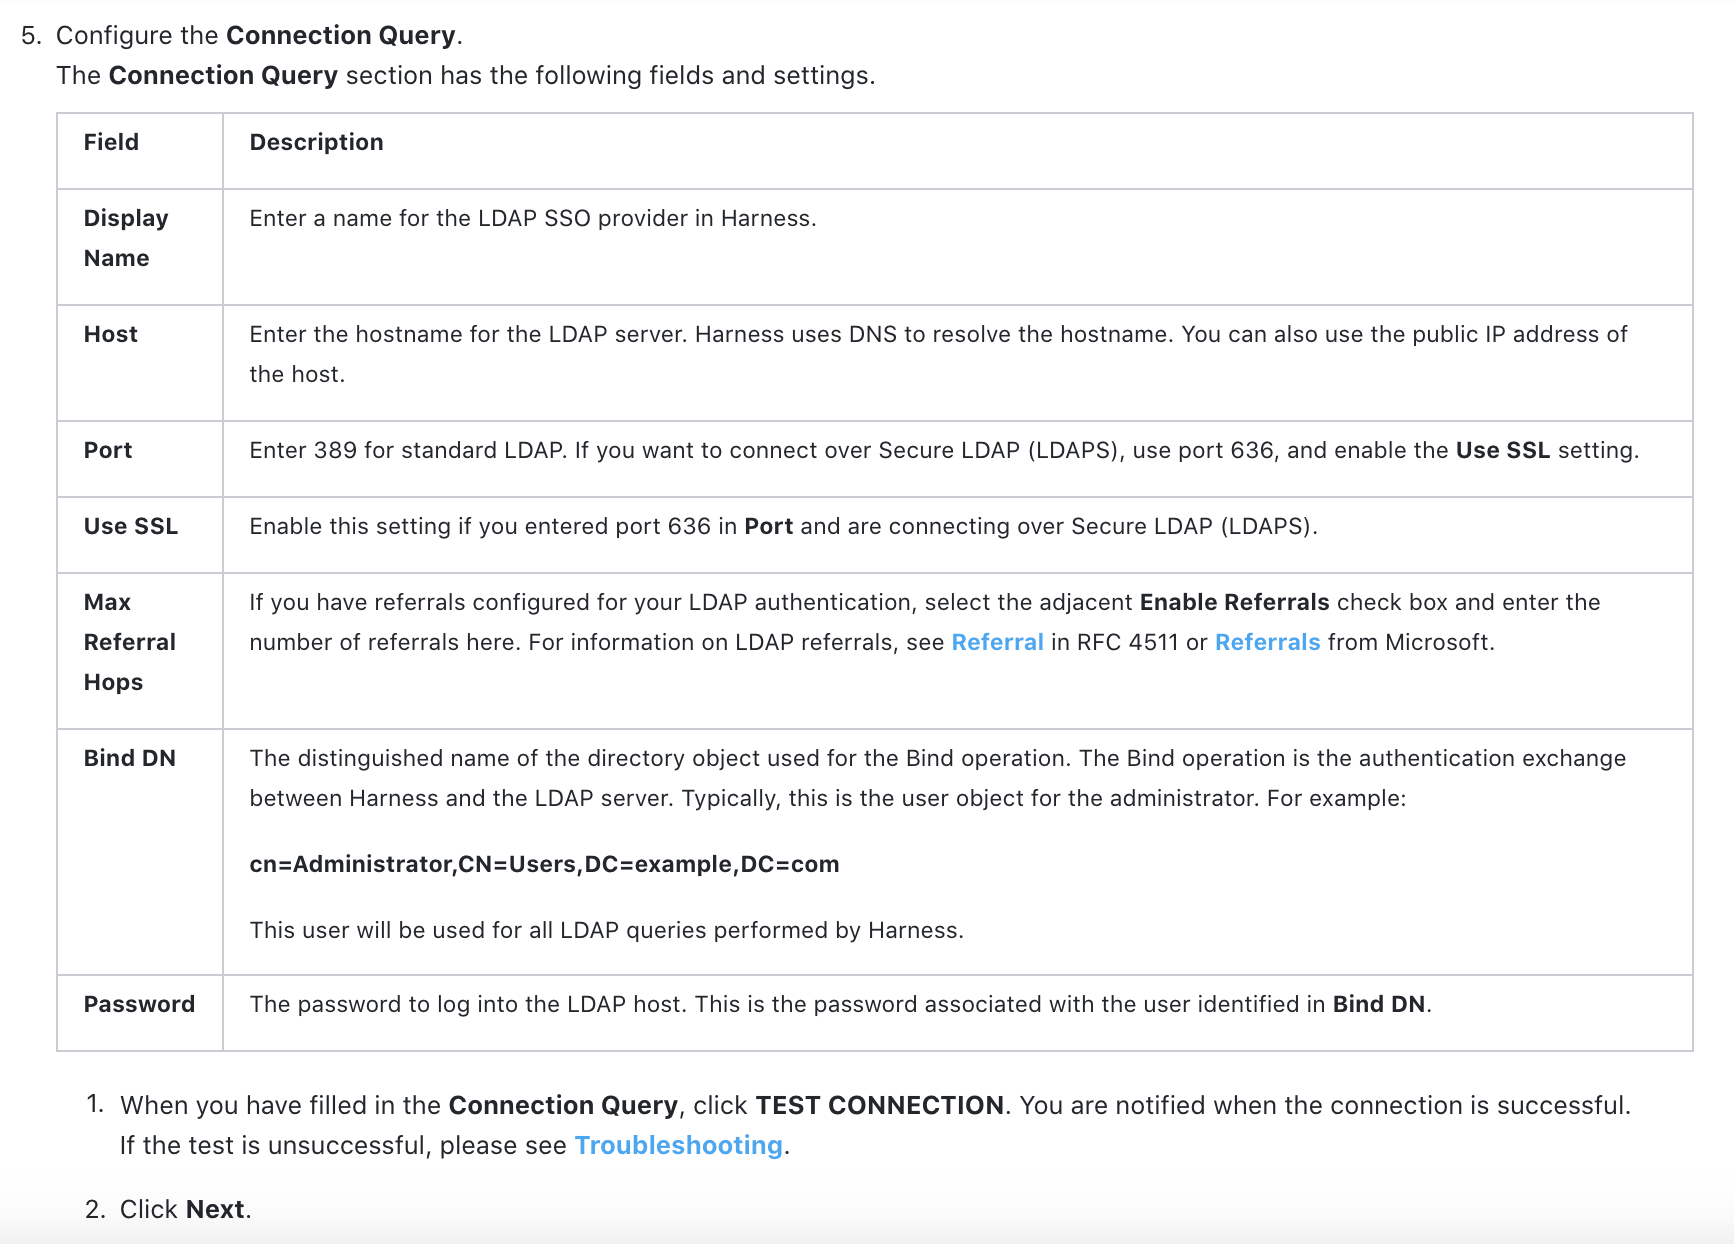 5. Configure the Connection Query.
The Connection Query section has the following fields and settings.
Field Description
Display Name Enter a name for the LDAP SSO provider in Harness.
Host Enter the hostname for the LDAP server. Harness uses DNS to resolve the hostname. You can also use the public IP address of
the host.
Port Enter 389 for standard LDAP. If you want to connect over Secure LDAP (LDAPS), use port 636, and enable the Use SSL setting.
Use SSL Enable this setting if you entered port 636 in Port and are connecting over Secure LDAP (LDAPS).
Max
Referral
Hops
If you have referrals configured for your LDAP authentication, select the adjacent Enable Referrals check box and enter the
number of referrals here. For information on LDAP referrals, see Referral in RFC 4511 or Referrals from Microsoft.
Bind DN The distinguished name of the directory object used for the Bind operation. The Bind operation is the authentication exchange
between Harness and the LDAP server. Typically, this is the user object for the administrator. For example:
cn=Administrator,CN=Users,DC=example,DC=com
This user will be used for all LDAP queries performed by Harness.
Password The password to log into the LDAP host. This is the password associated with the user identified in Bind DN.
1. When you have filled in the Connection Query, click TEST CONNECTION. You are notified when the connection is successful.
If the test is unsuccessful, please see Troubleshooting.
2. Click Next.